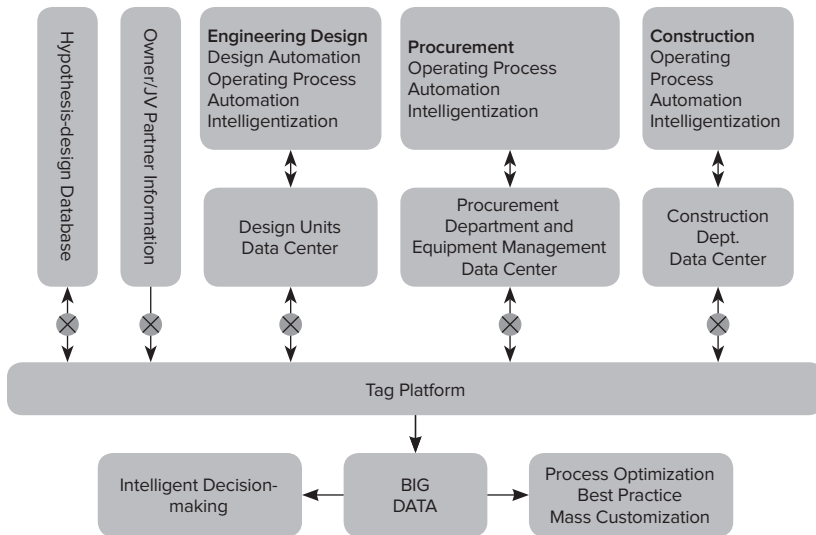 Hypothesis-design Database
Owner/JV Partner Information
Engineering Design
Design Automation
Operating Process
Automation
Intelligentization
Procurement
Operating Process
Automation
Intelligentization
Construction
Operating
Process
Automation
Intelligentization
Design Units
Data Center
Procurement
Department and
Equipment Management
Data Center
Construction
Dept.
Data Center
Tag Platform
Intelligent Decision-
making
BIG
DATA
Process Optimization
Best Practice
Mass Customization